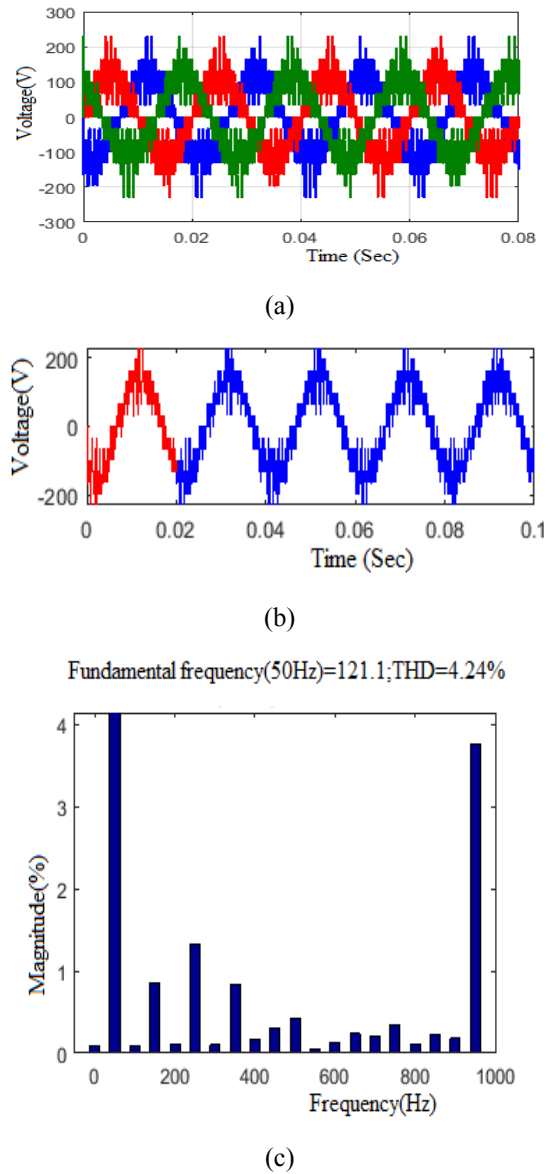 300
200
100
0
-100
-200
-300
Voltage(V)
0 0.02 0.04 0.06 0.08
Time (Sec)
(a)
200
0
-200
Voltage(V)
0 0.02 0.04 0.06 0.08 0.1
Time (Sec)
(b)
Fundamental frequency(50Hz)=121.1;THD=4.24%
4
3
2
1
0
Magnitude(%)
0 200 400 600 800 1000
Frequency(Hz)
(c)